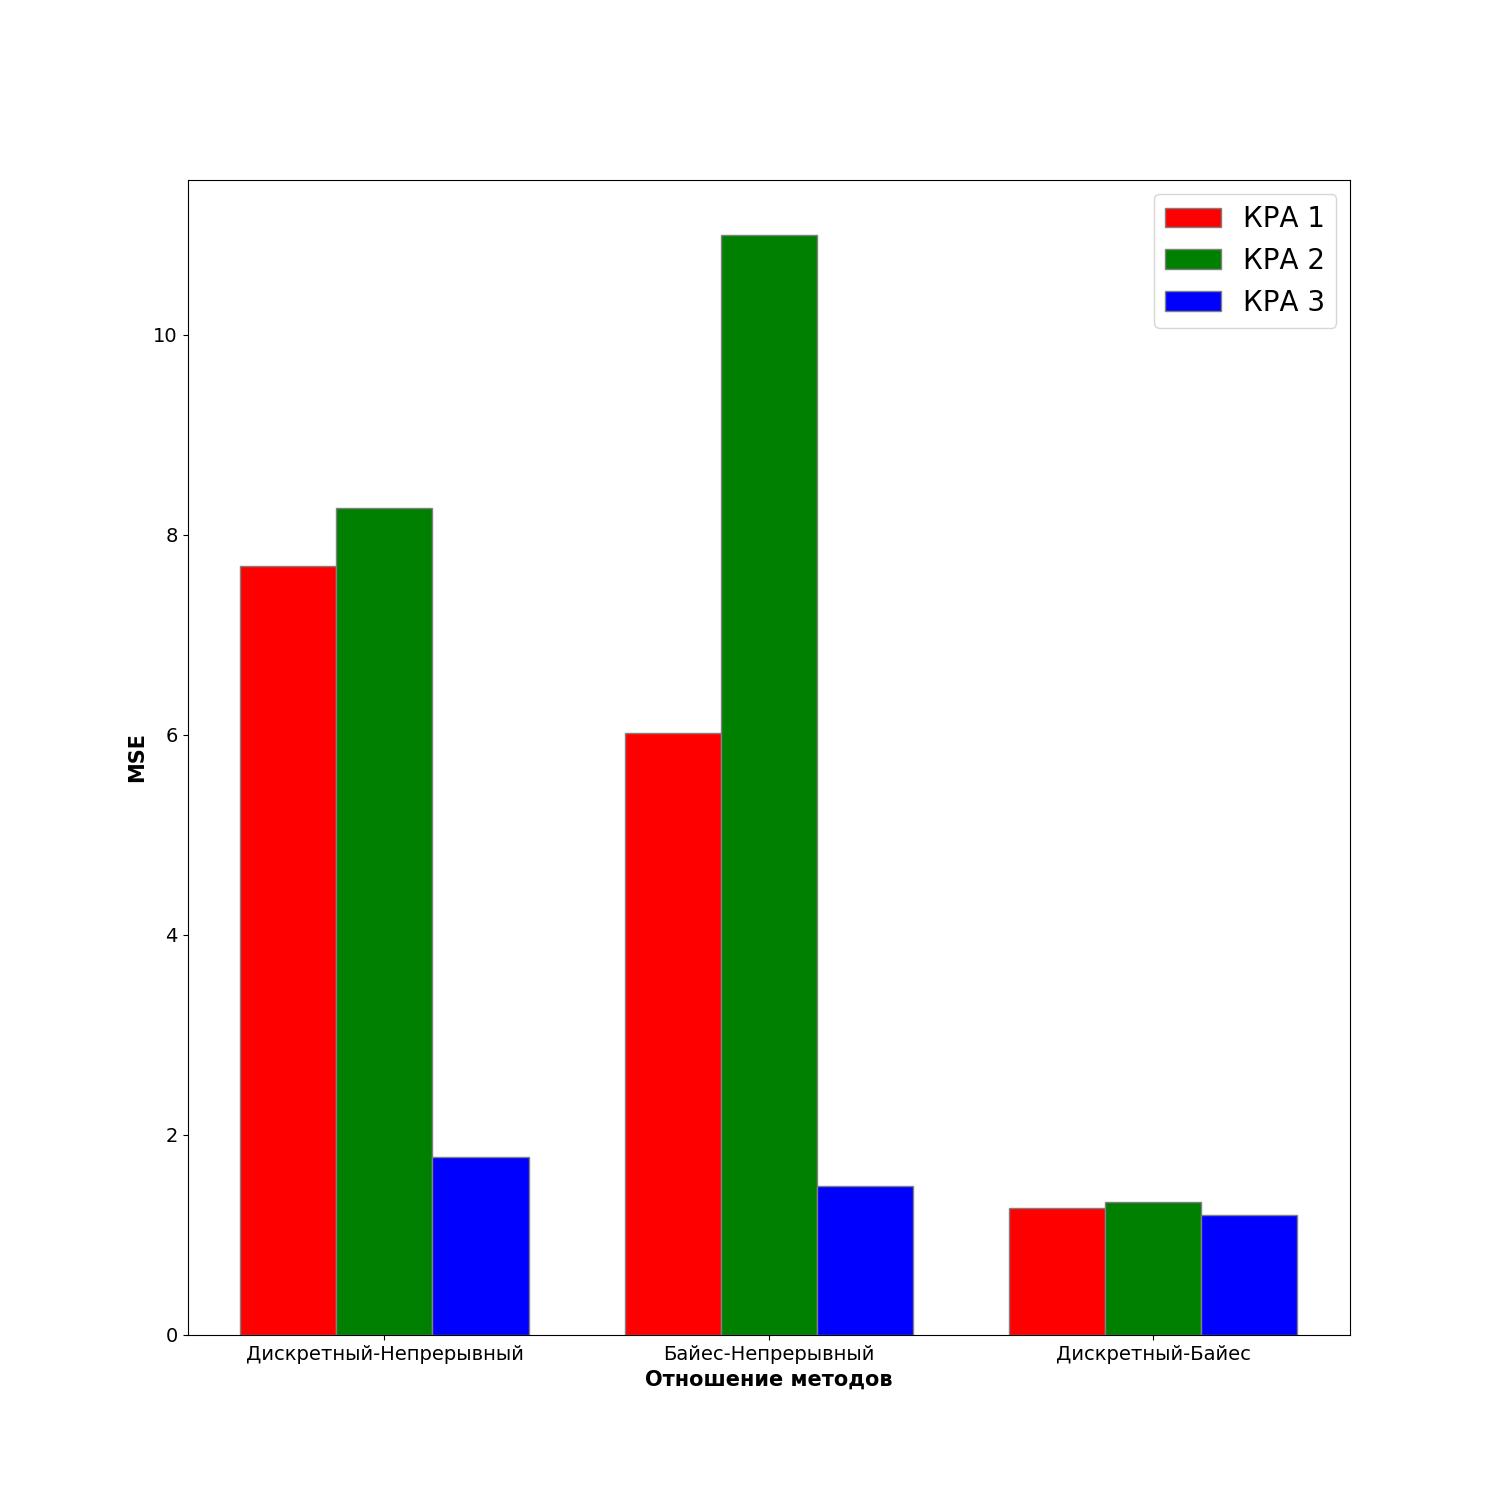 КРА 1
КРА 2
КРА 3
10
8
6
4
2
0
MSE
Дискретный-Непрерывный
Байес-Непрерывный
Дискретный-Байес
Отношение методов